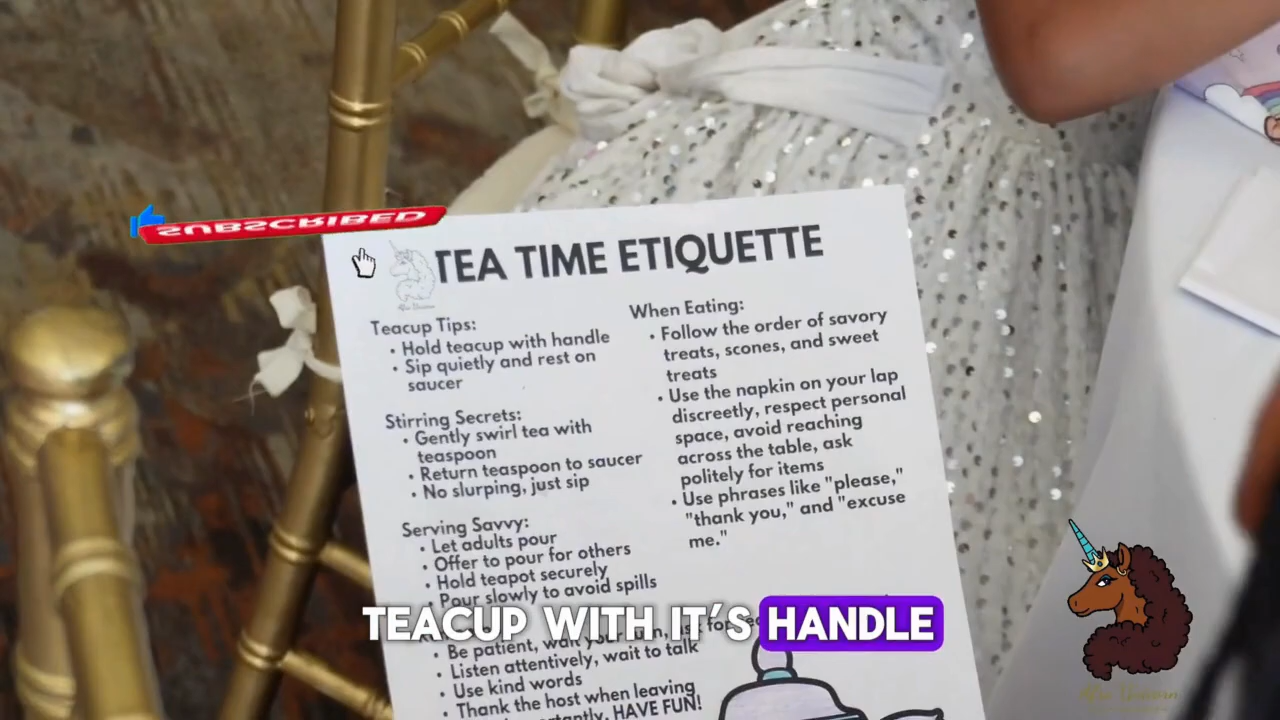 SUBSCRIBED
TEA TIME ETIQUETTE
Teacup Tips:
• Hold teacup with handle
• Sip quietly and rest on
saucer
Stirring Secrets:
• Gently swirl tea with
teaspoon
• Return teaspoon to saucer
• No slurping, just sip
Serving Savvy:
• Let adults pour
• Offer to pour for others
• Hold teapot securely
• Pour slowly to avoid spills
• Be patient, wait your turn,
• Listen attentively, wait to talk
• Use kind words
• Thank the host when leaving
HAVE FUN!
When Eating:
• Follow the order of savory
treats, scones, and sweet
treats
• Use the napkin on your lap
discreetly, respect personal
space, avoid reaching
across the table, ask
politely for items
• Use phrases like "please,"
"thank you," and "excuse
me."
TEACUP WITH IT'S HANDLE